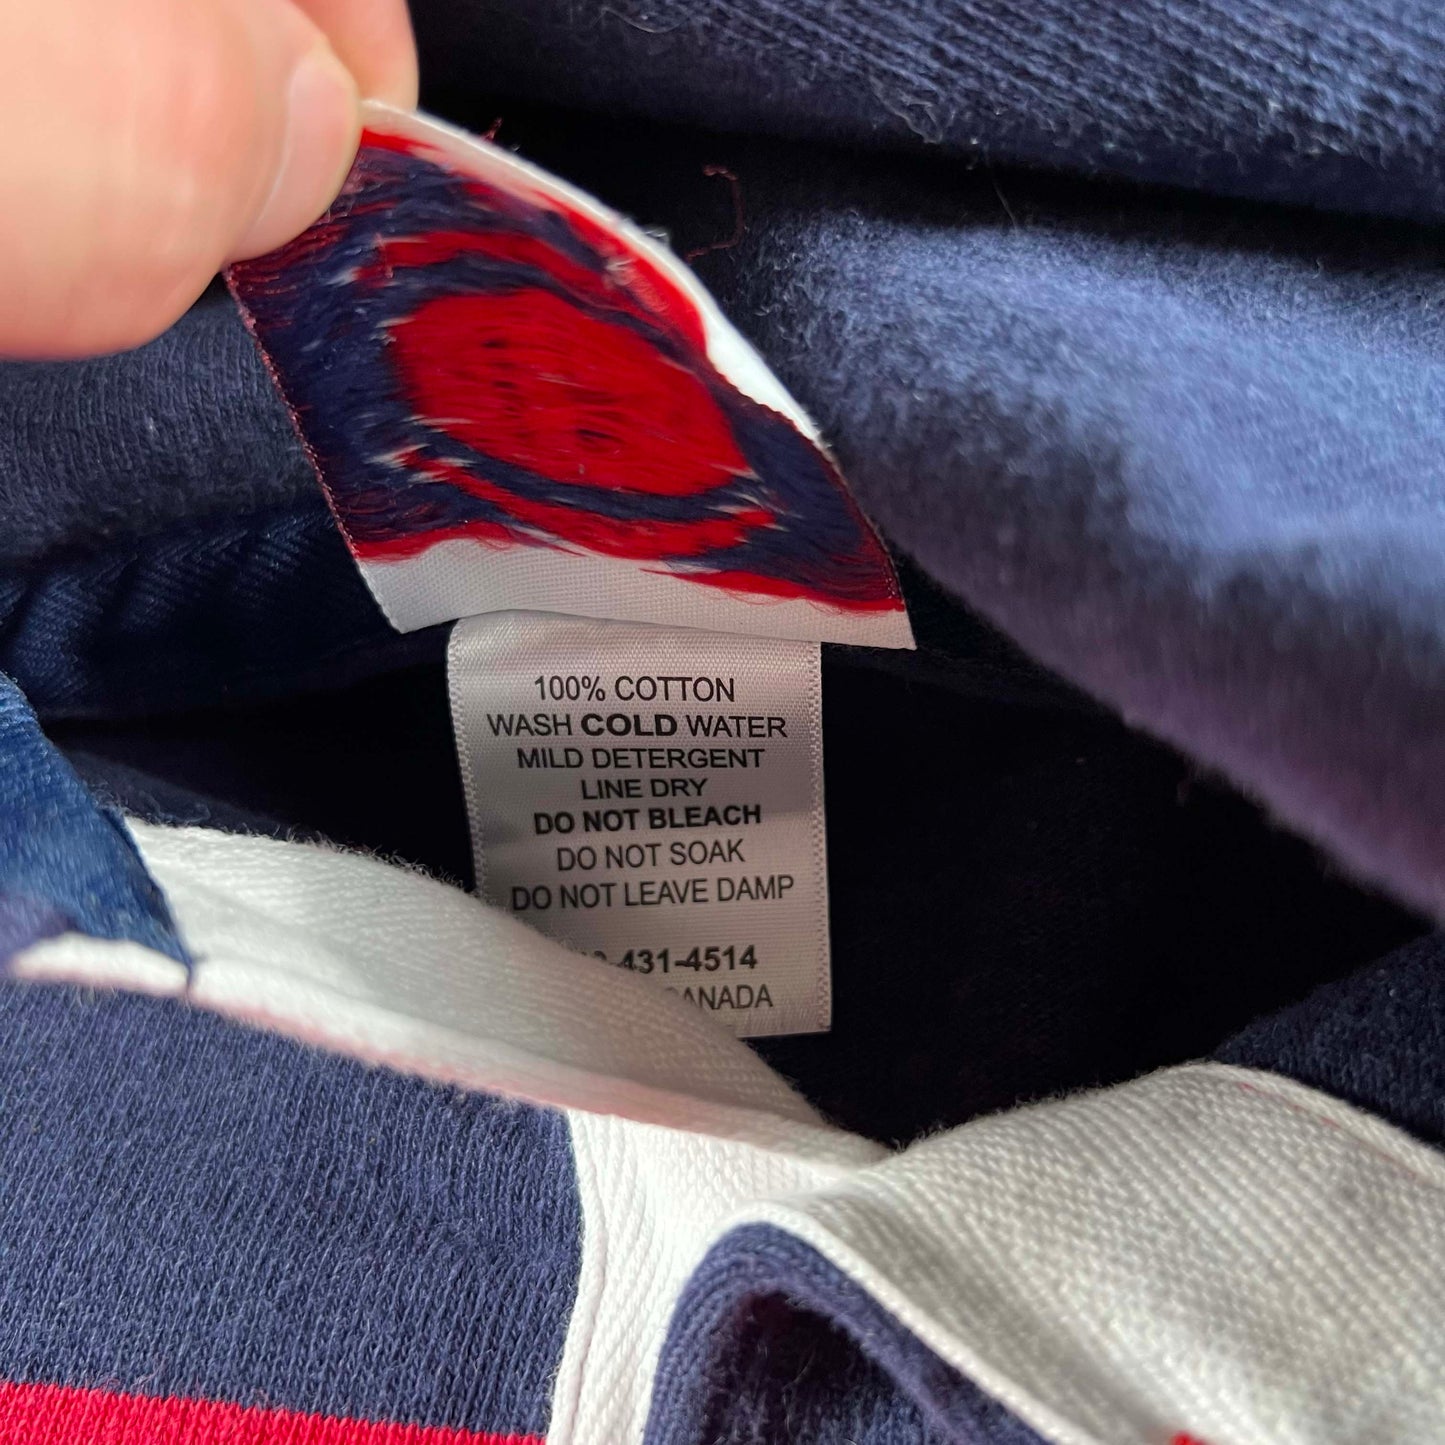 100% COTTON
WASH COLD WATER
MILD DETERGENT
LINE DRY
DO NOT BLEACH
DO NOT SOAK
DO NOT LEAVE DAMP
-431-4514
CANADA